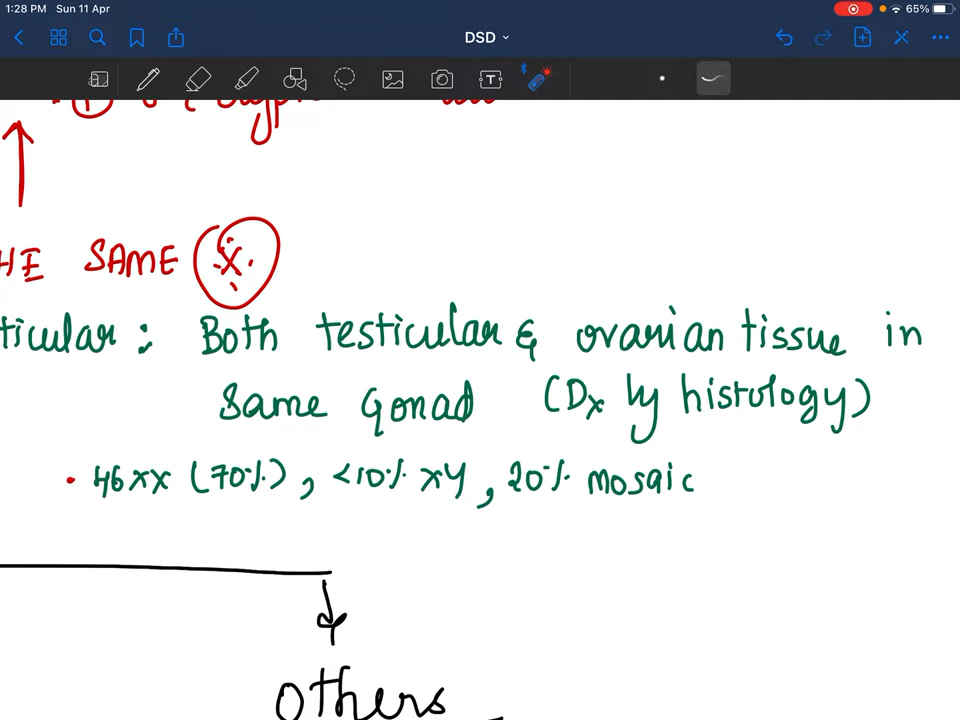 1:28 PM Sun 11 Apr 65%
DSD
T
HE SAME X
ticular : Both testicular & ovarian tissue in
same gonad (Dx by histology)
• 46XX (70%), <10% XY, 20% mosaic
Others